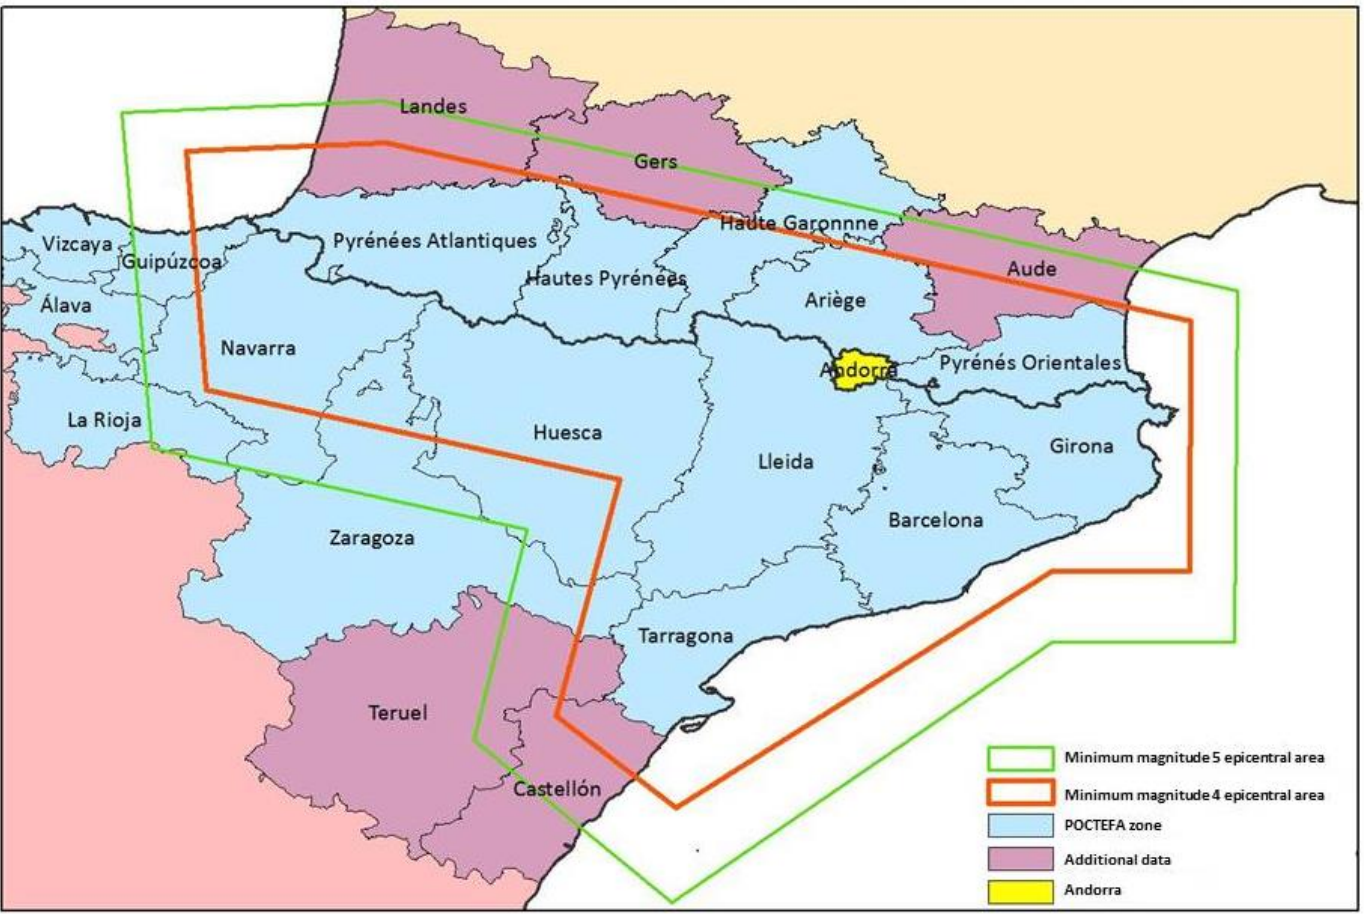 Landes
Gers
Haute Garonnne
Vizcaya
Guipúzcoa
Pyrénées Atlantiques
Hautes Pyrénées
Aude
Álava
Ariège
Navarra
Andorra
Pyrénés Orientales
La Rioja
Huesca
Lleida
Girona
Zaragoza
Barcelona
Tarragona
Teruel
Castellón
Minimum magnitude 5 epicentral area
Minimum magnitude 4 epicentral area
POCTEFA zone
Additional data
Andorra